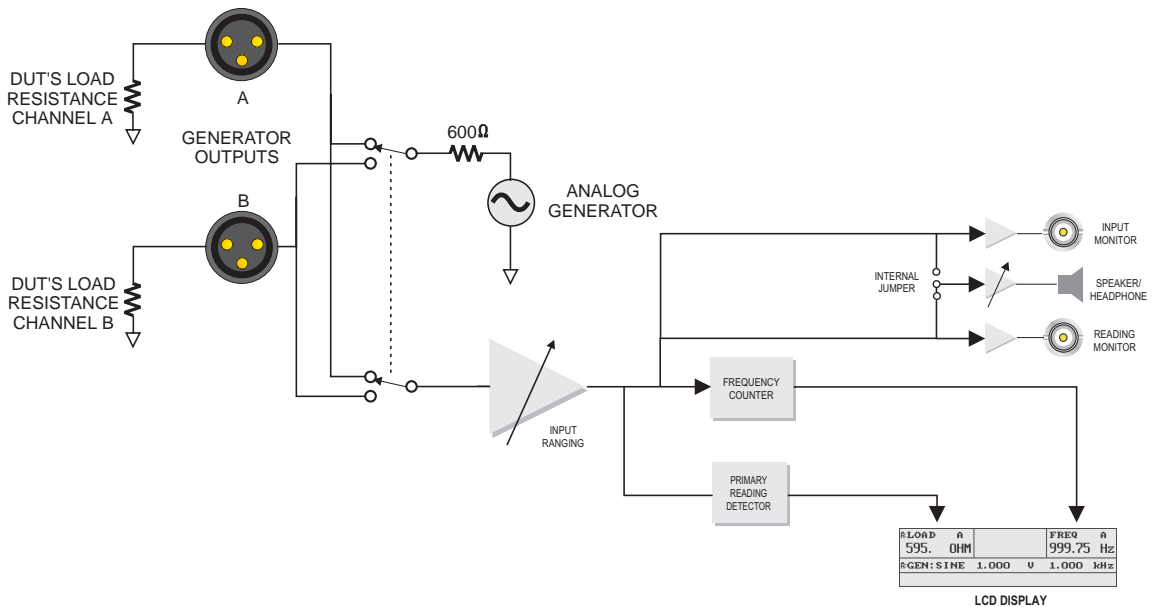 DUT'S LOAD
RESISTANCE
CHANNEL A
A
GENERATOR
OUTPUTS
600Ω
B
ANALOG
GENERATOR
DUT'S LOAD
RESISTANCE
CHANNEL B
INPUT
MONITOR
INTERNAL
JUMPER
SPEAKER/
HEADPHONE
READING
MONITOR
INPUT
RANGING
FREQUENCY
COUNTER
PRIMARY
READING
DETECTOR
A:LOAD A FREQ A
595. OHM 999.75 Hz
A:GEN:SINE 1.000 V 1.000 kHz
LCD DISPLAY